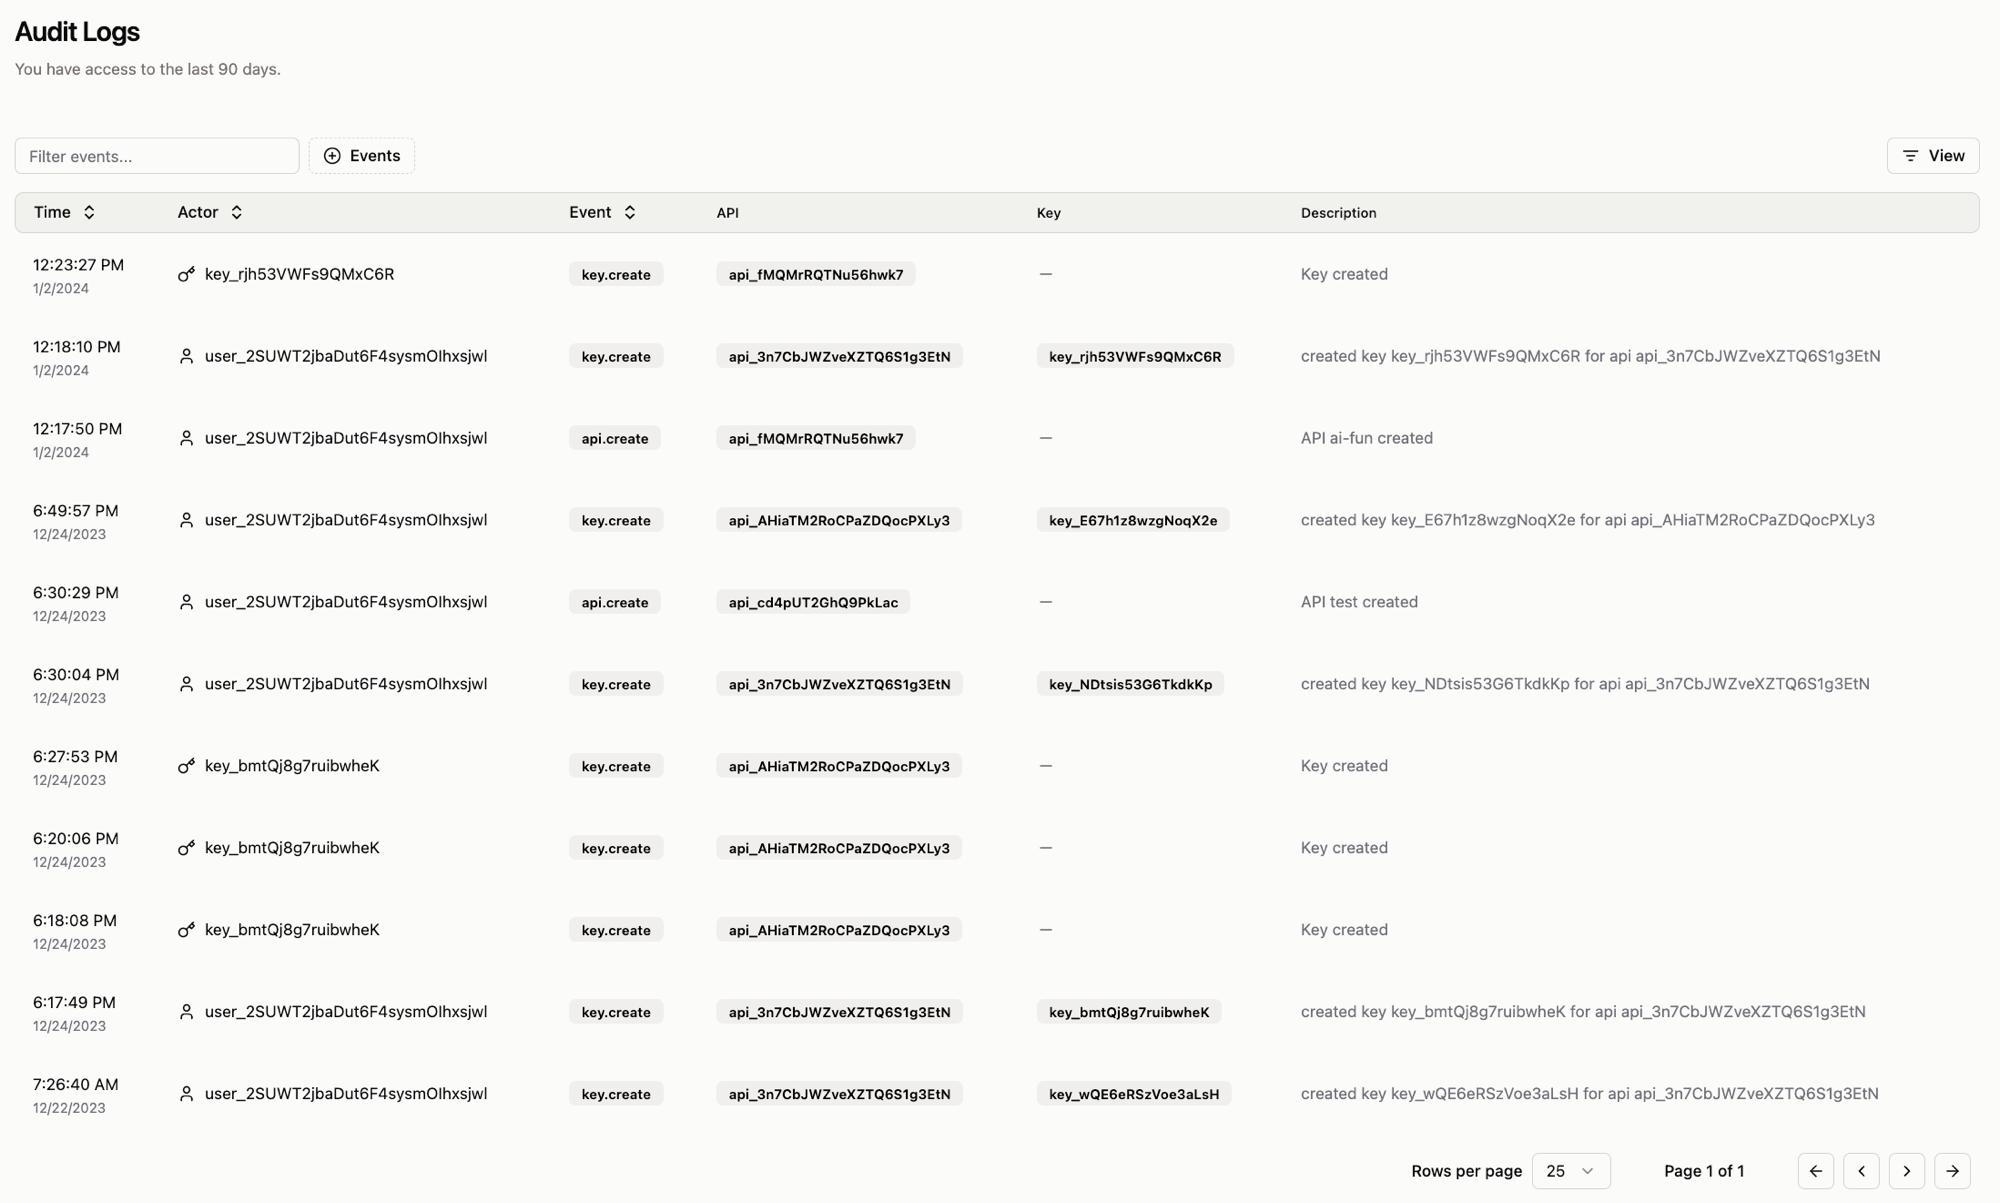 Audit Logs
You have access to the last 90 days.
Filter events...
Events
View
Time Actor Event API Key Description
12:23:27 PM
1/2/2024
key_rjh53VWFs9QMxC6R key.create api_fMQMrRQTNu56hwk7 — Key created
12:18:10 PM
1/2/2024
user_2SUWT2jbaDut6F4sysmOlhxsjwl key.create api_3n7CbJWZveXZTQ6S1g3EtN key_rjh53VWFs9QMxC6R created key key_rjh53VWFs9QMxC6R for api api_3n7CbJWZveXZTQ6S1g3EtN
12:17:50 PM
1/2/2024
user_2SUWT2jbaDut6F4sysmOlhxsjwl api.create api_fMQMrRQTNu56hwk7 — API ai-fun created
6:49:57 PM
12/24/2023
user_2SUWT2jbaDut6F4sysmOlhxsjwl key.create api_AHiaTM2RoCPaZDQocPXLy3 key_E67h1z8wzgNoqX2e created key key_E67h1z8wzgNoqX2e for api api_AHiaTM2RoCPaZDQocPXLy3
6:30:29 PM
12/24/2023
user_2SUWT2jbaDut6F4sysmOlhxsjwl api.create api_cd4pUT2GhQ9PkLac — API test created
6:30:04 PM
12/24/2023
user_2SUWT2jbaDut6F4sysmOlhxsjwl key.create api_3n7CbJWZveXZTQ6S1g3EtN key_NDtsis53G6TkdkKp created key key_NDtsis53G6TkdkKp for api api_3n7CbJWZveXZTQ6S1g3EtN
6:27:53 PM
12/24/2023
key_bmtQj8g7ruibwheK key.create api_AHiaTM2RoCPaZDQocPXLy3 — Key created
6:20:06 PM
12/24/2023
key_bmtQj8g7ruibwheK key.create api_AHiaTM2RoCPaZDQocPXLy3 — Key created
6:18:08 PM
12/24/2023
key_bmtQj8g7ruibwheK key.create api_AHiaTM2RoCPaZDQocPXLy3 — Key created
6:17:49 PM
12/24/2023
user_2SUWT2jbaDut6F4sysmOlhxsjwl key.create api_3n7CbJWZveXZTQ6S1g3EtN key_bmtQj8g7ruibwheK created key key_bmtQj8g7ruibwheK for api api_3n7CbJWZveXZTQ6S1g3EtN
7:26:40 AM
12/22/2023
user_2SUWT2jbaDut6F4sysmOlhxsjwl key.create api_3n7CbJWZveXZTQ6S1g3EtN key_wQE6eRSzVoe3aLsH created key key_wQE6eRSzVoe3aLsH for api api_3n7CbJWZveXZTQ6S1g3EtN
Rows per page 25 Page 1 of 1